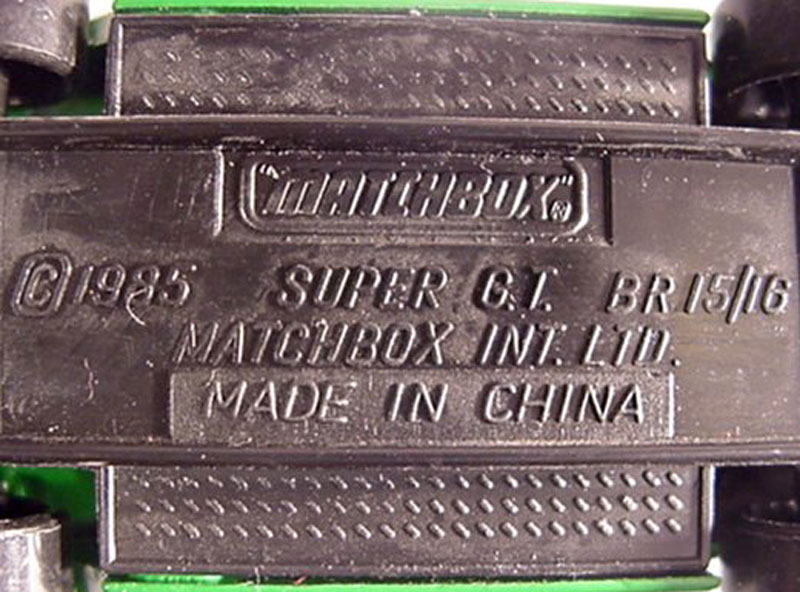 "MATCHBOX"®
©1985 SUPER G.T. BR 15/16
MATCHBOX INT. LTD.
MADE IN CHINA